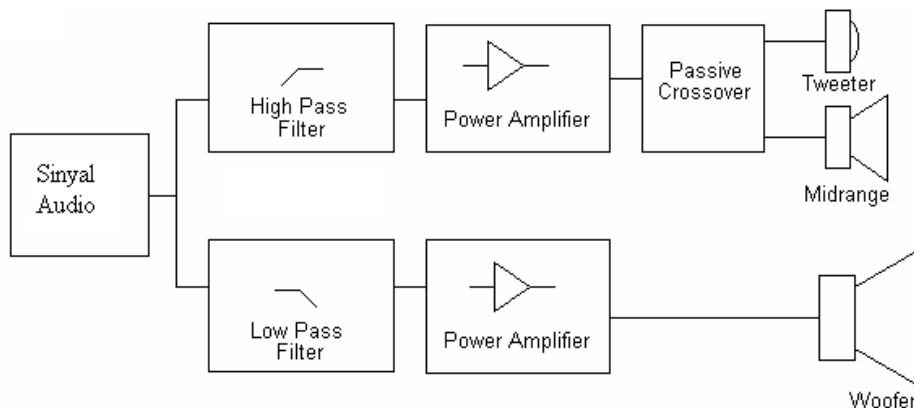 Sinyal
Audio
High Pass
Filter
Power Amplifier
Passive
Crossover
Tweeter
Midrange
Low Pass
Filter
Power Amplifier
Woofer